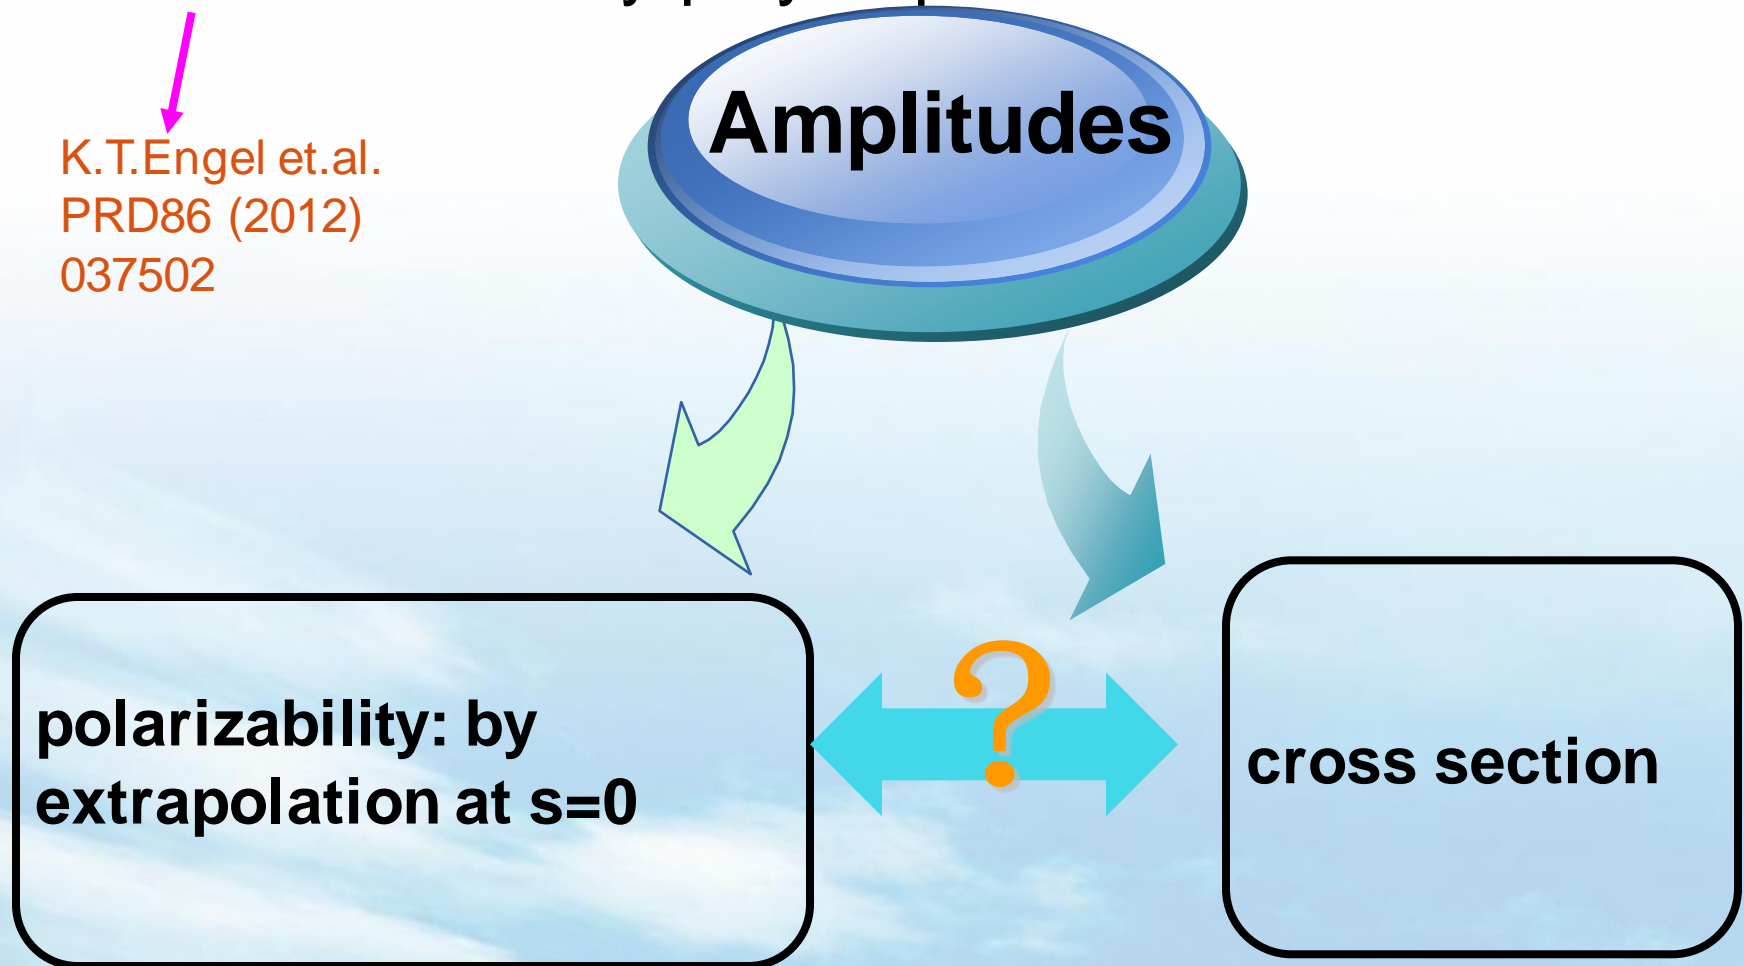 Amplitudes
K.T.Engel et.al.
PRD86 (2012)
037502
?
polarizability: by
extrapolation at s=0
cross section